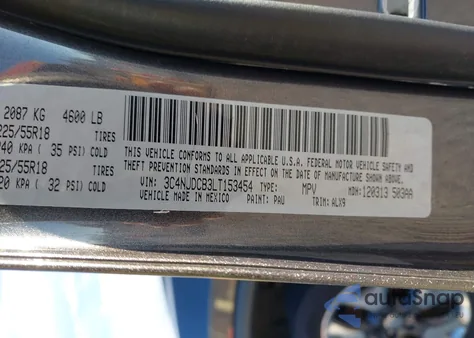 2087 KG 4600 LB
225/55R18 TIRES
240 KPA ( 35 PSI) COLD
225/55R18 TIRES
220 KPA ( 32 PSI) COLD
THIS VEHICLE CONFORMS TO ALL APPLICABLE U.S.A. FEDERAL MOTOR VEHICLE SAFETY AND
THEFT PREVENTION STANDARDS IN EFFECT ON THE DATE OF MANUFACTURE SHOWN ABOVE.
VIN: 3C4NJDCB3LT153454 TYPE: MPV MDH: 120313 503AA
VEHICLE MADE IN MEXICO PAINT: PAU TRIM: ALX9
autoSnap
powered by AutoAstat